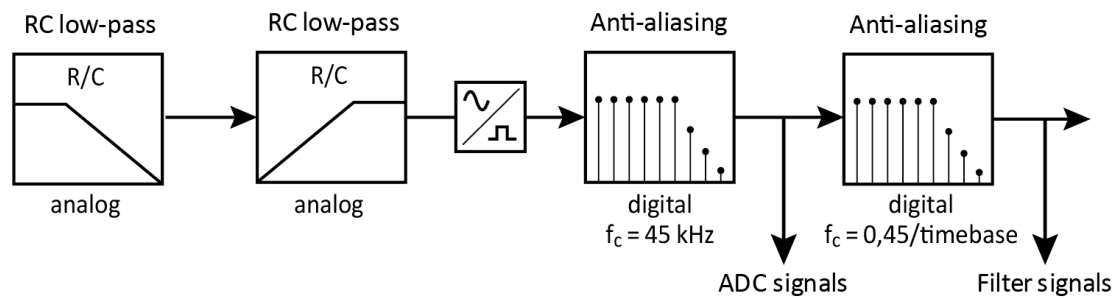 RC low-pass
R/C
analog
RC low-pass
R/C
analog
Anti-aliasing
digital
fc = 45 kHz
Anti-aliasing
digital
fc = 0,45/timebase
ADC signals
Filter signals